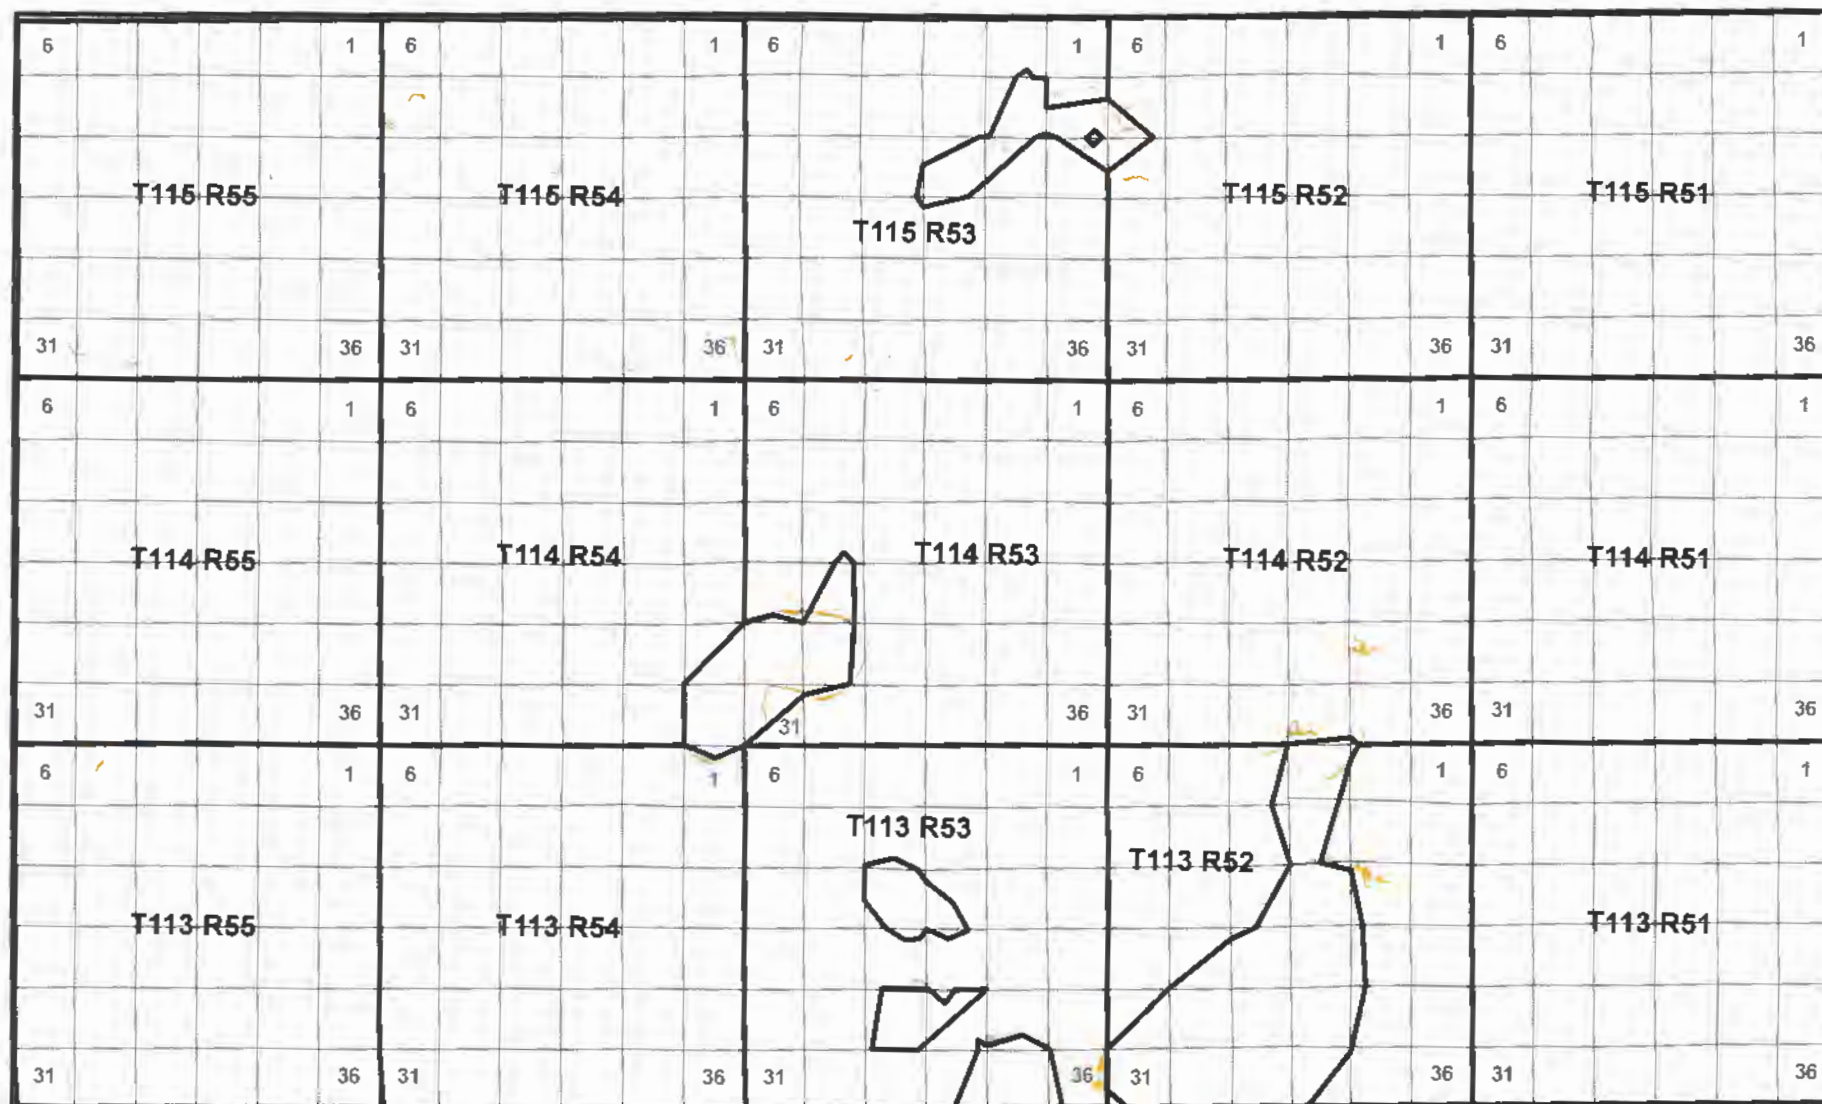 6 1 6 1 6 1 6 1 6 1
T115 R55 T115 R54 T115 R52 T115 R51
T115 R53
31 36 31 36 31 36 31 36 31 36
6 1 6 1 6 1 6 1 6 1
T114 R55 T114 R54 T114 R53 T114 R52 T114 R51
31 36 31 36 31 36 31 36 31 36
6 1 6 1 6 1 6 1 6 1
T113 R53
T113 R52
T113 R55 T113 R54 T113 R51
31 36 31 36 31 36 31 36 31 36